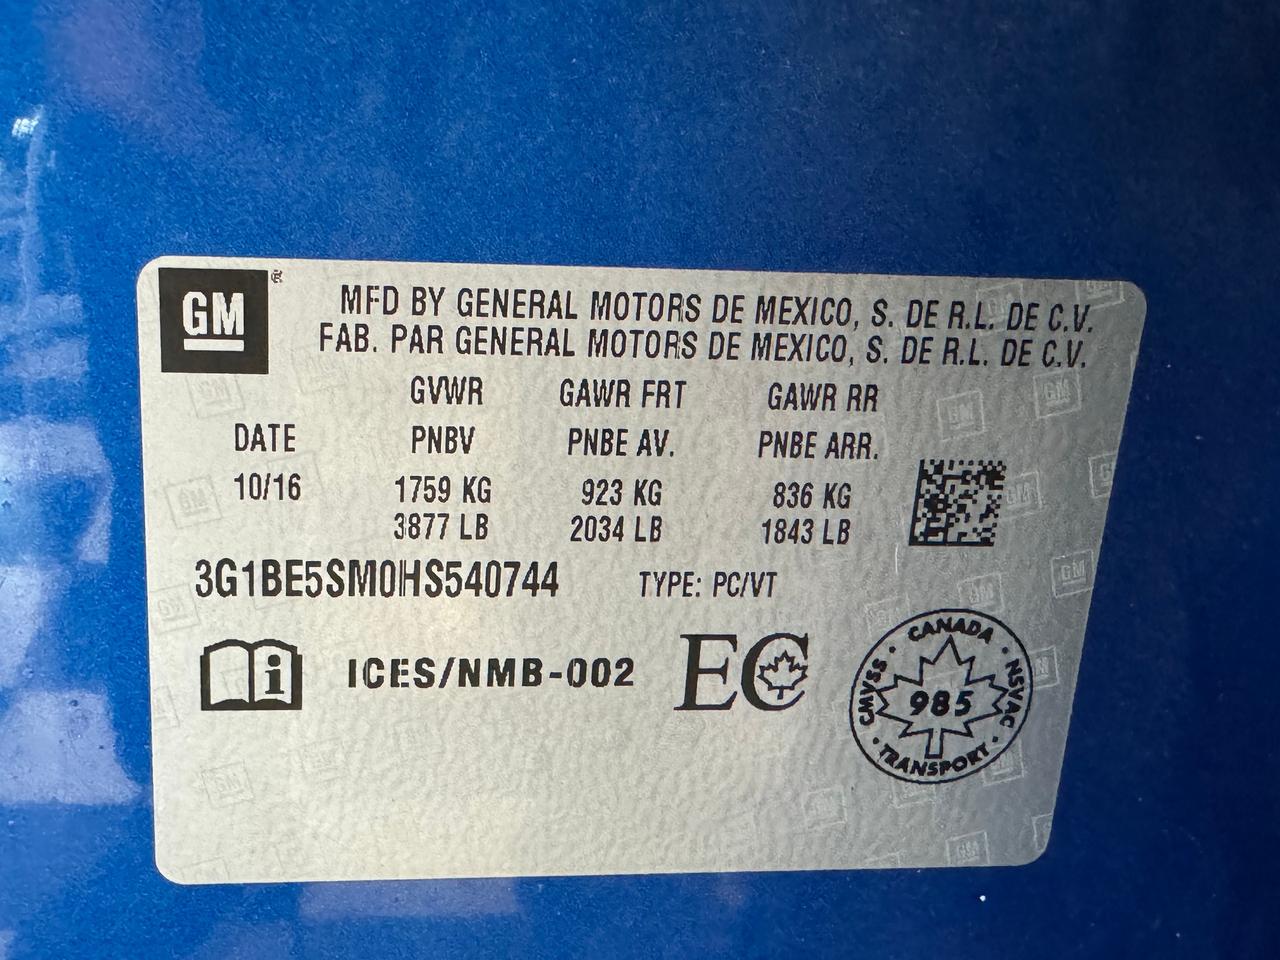 GM
MFD BY GENERAL MOTORS DE MEXICO, S. DE R.L. DE C.V.
FAB. PAR GENERAL MOTORS DE MEXICO, S. DE R.L. DE C.V.
GVWR GAWR FRT GAWR RR
DATE PNBV PNBE AV. PNBE ARR.
10/16 1759 KG 923 KG 836 KG
3877 LB 2034 LB 1843 LB
3G1BE5SM0HS540744 TYPE: PC/VT
i ICES/NMB-002 EC
CANADA
CMVSS · NSVAC
985
TRANSPORT